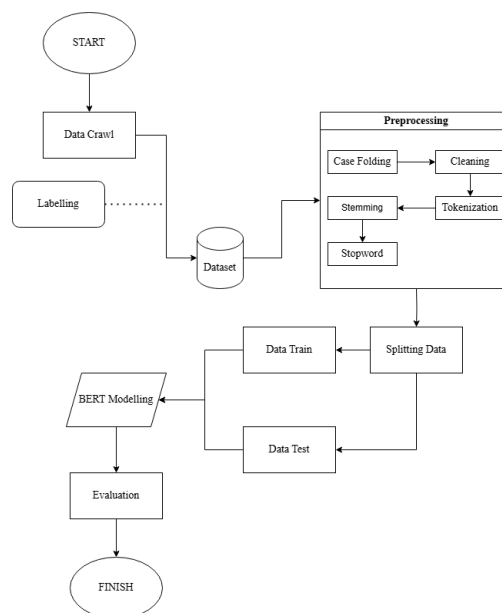 START
Data Crawl
Labelling
Dataset
Preprocessing
Case Folding
Cleaning
Tokenization
Stemming
Stopword
Splitting Data
Data Train
Data Test
BERT Modelling
Evaluation
FINISH